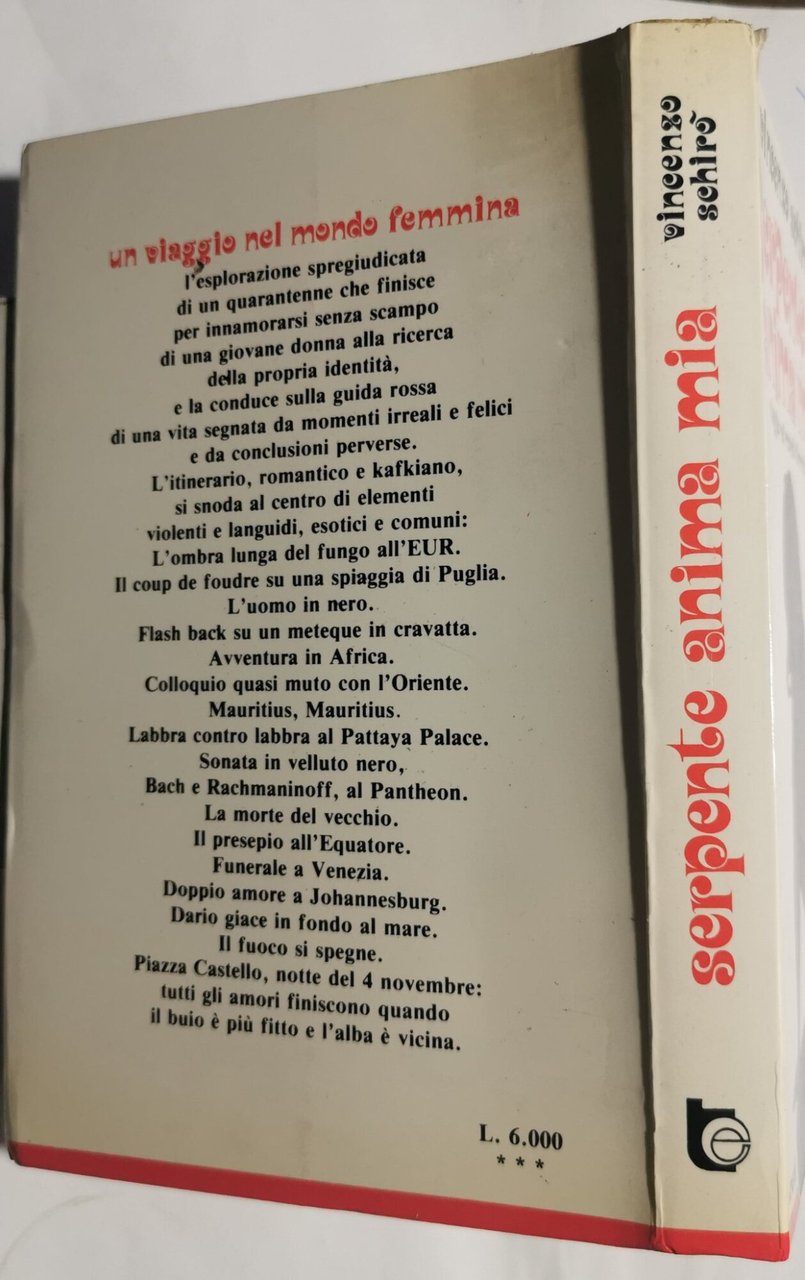 un viaggio nel mondo femmina
l'esplorazione spregiudicata
di un quarantenne che finisce
per innamorarsi senza scampo
di una giovane donna alla ricerca
della propria identità,
e la conduce sulla guida rossa
di una vita segnata da momenti irreali e felici
e da conclusioni perverse.
L'itinerario, romantico e kafkiano,
si snoda al centro di elementi
violenti e languidi, esotici e comuni:
L'ombra lunga del fungo all'EUR.
Il coup de foudre su una spiaggia di Puglia.
L'uomo in nero.
Flash back su un meteque in cravatta.
Avventura in Africa.
Colloquio quasi muto con l'Oriente.
Mauritius, Mauritius.
Labbra contro labbra al Pattaya Palace.
Sonata in velluto nero,
Bach e Rachmaninoff, al Pantheon.
La morte del vecchio.
Il presepio all'Equatore.
Funerale a Venezia.
Doppio amore a Johannesburg.
Dario giace in fondo al mare.
Il fuoco si spegne.
Piazza Castello, notte del 4 novembre:
tutti gli amori finiscono quando
il buio è più fitto e l'alba è vicina.
L. 6.000
* * *
vincenzo
schirò
serpente anima mia